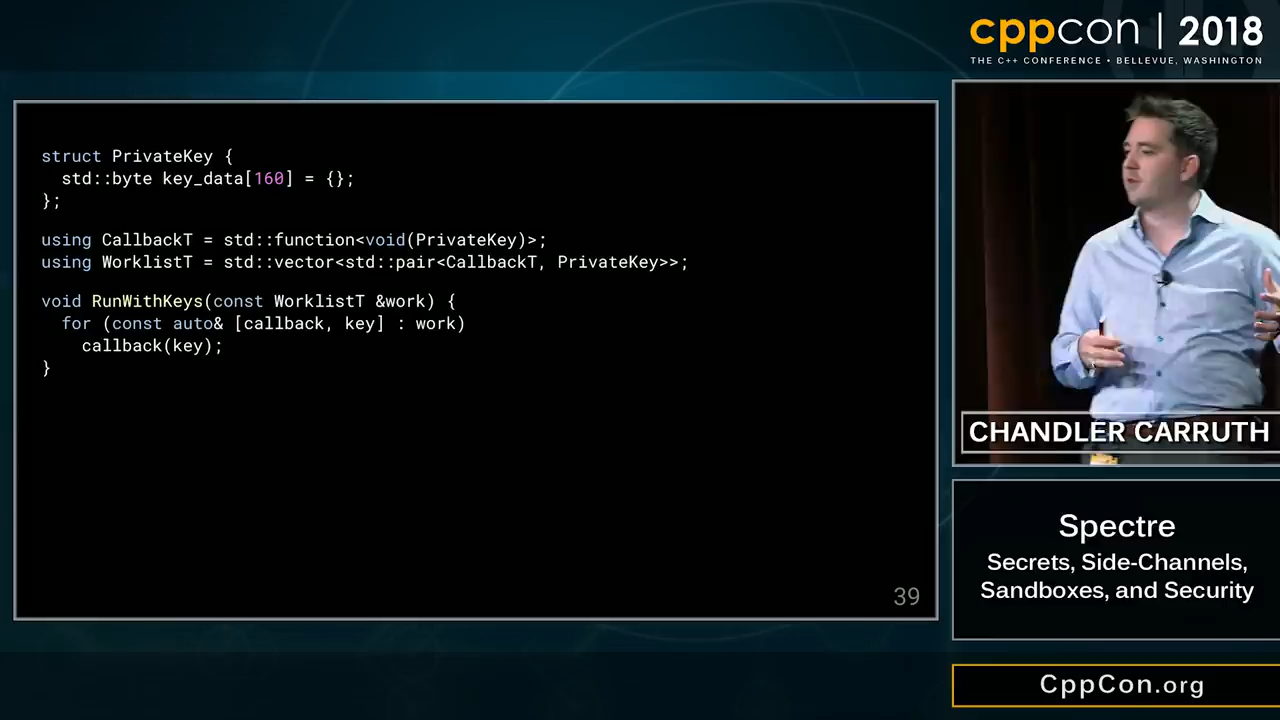 cppcon | 2018
THE C++ CONFERENCE • BELLEVUE, WASHINGTON
struct PrivateKey {
  std::byte key_data[160] = {};
};
using CallbackT = std::function<void(PrivateKey)>;
using WorklistT = std::vector<std::pair<CallbackT, PrivateKey>>;
void RunWithKeys(const WorklistT &work) {
  for (const auto& [callback, key] : work)
    callback(key);
}
39
CHANDLER CARRUTH
Spectre
Secrets, Side-Channels,
Sandboxes, and Security
CppCon.org